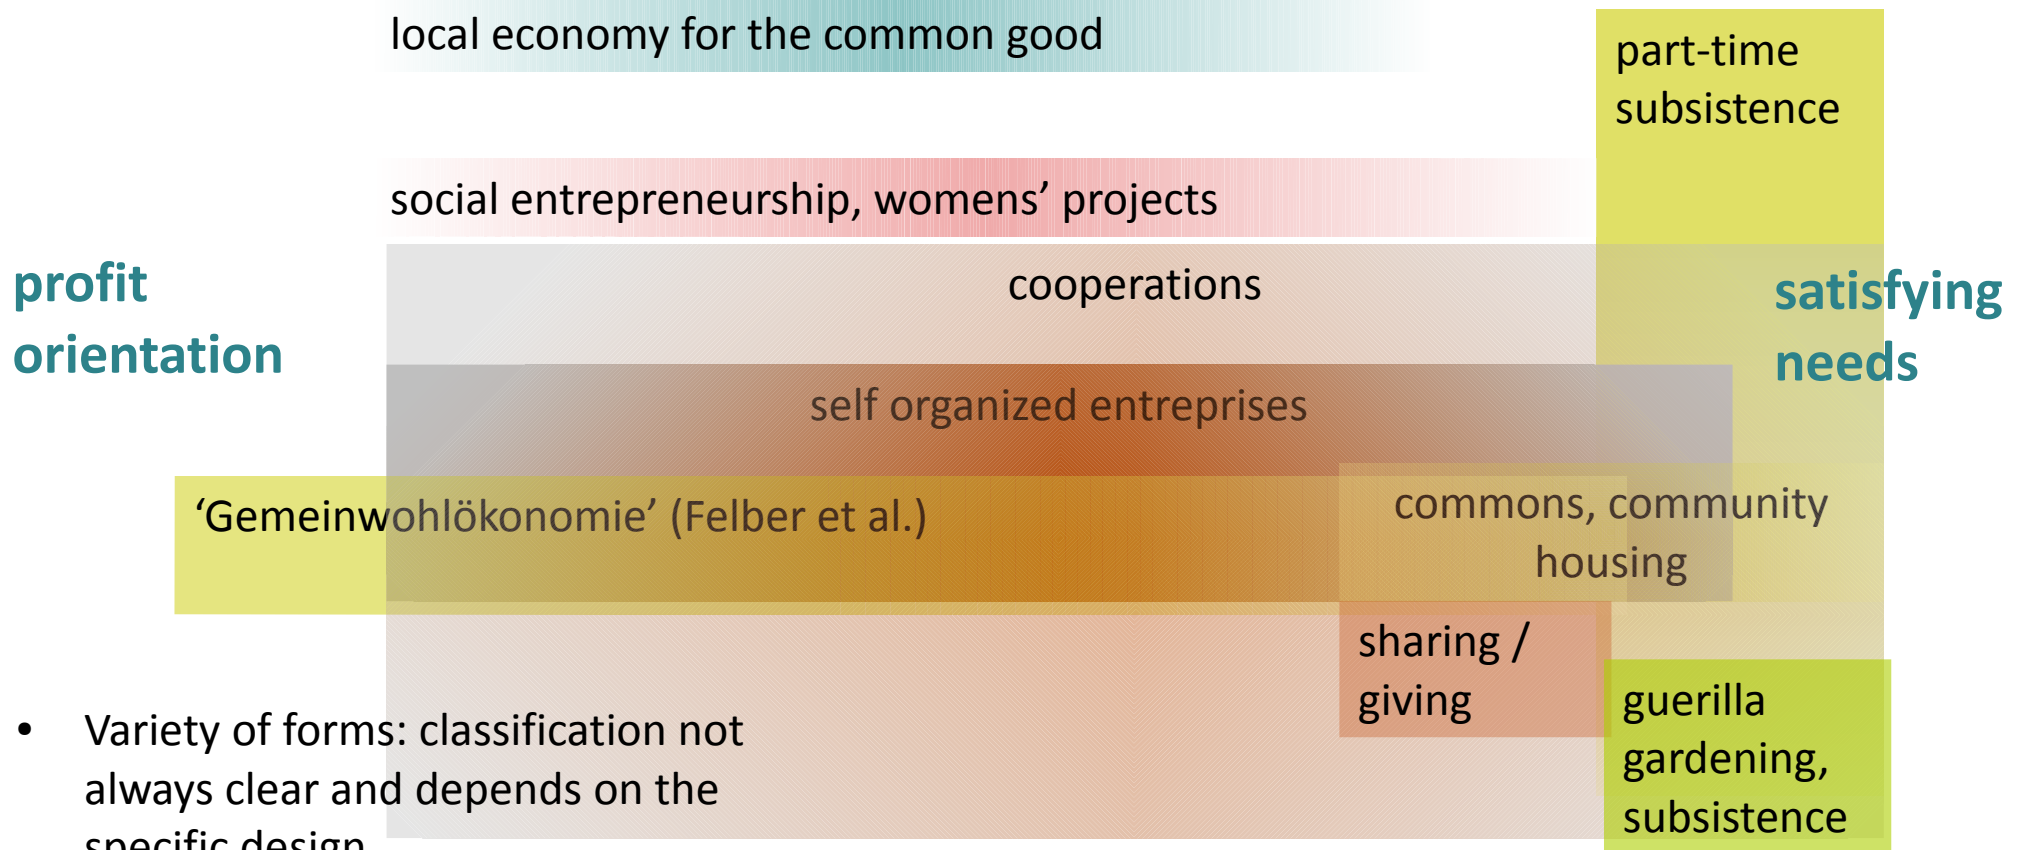 local economy for the common good
part-time
subsistence
social entrepreneurship, womens’ projects
profit
orientation
cooperations
satisfying
needs
self organized entreprises
‘Gemeinwohlökonomie’ (Felber et al.)
commons, community
housing
sharing /
giving
guerilla
gardening,
subsistence
• Variety of forms: classification not
always clear and depends on the
specific design